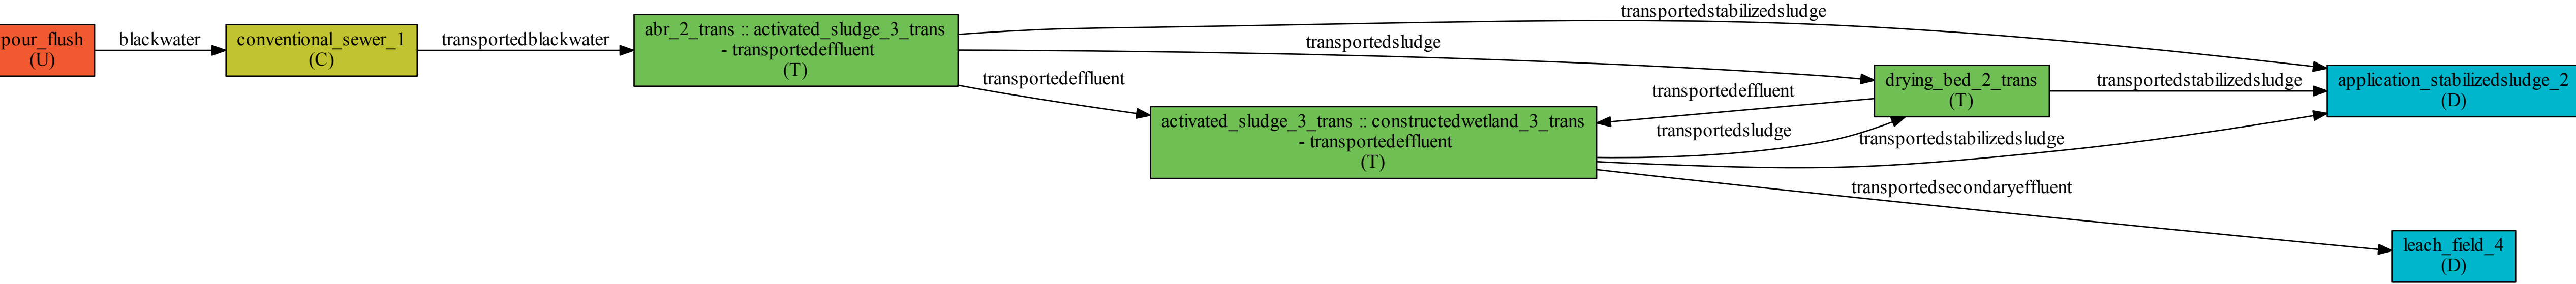 pour_flush
(U)
blackwater
conventional_sewer_1
(C)
transportedblackwater
abr_2_trans :: activated_sludge_3_trans
- transportedeffluent
(T)
transportedstabilizedsludge
transportedsludge
transportedeffluent
activated_sludge_3_trans :: constructedwetland_3_trans
- transportedeffluent
(T)
transportedeffluent
transportedsludge
transportedstabilizedsludge
transportedsecondaryeffluent
drying_bed_2_trans
(T)
transportedstabilizedsludge
application_stabilizedsludge_2
(D)
leach_field_4
(D)